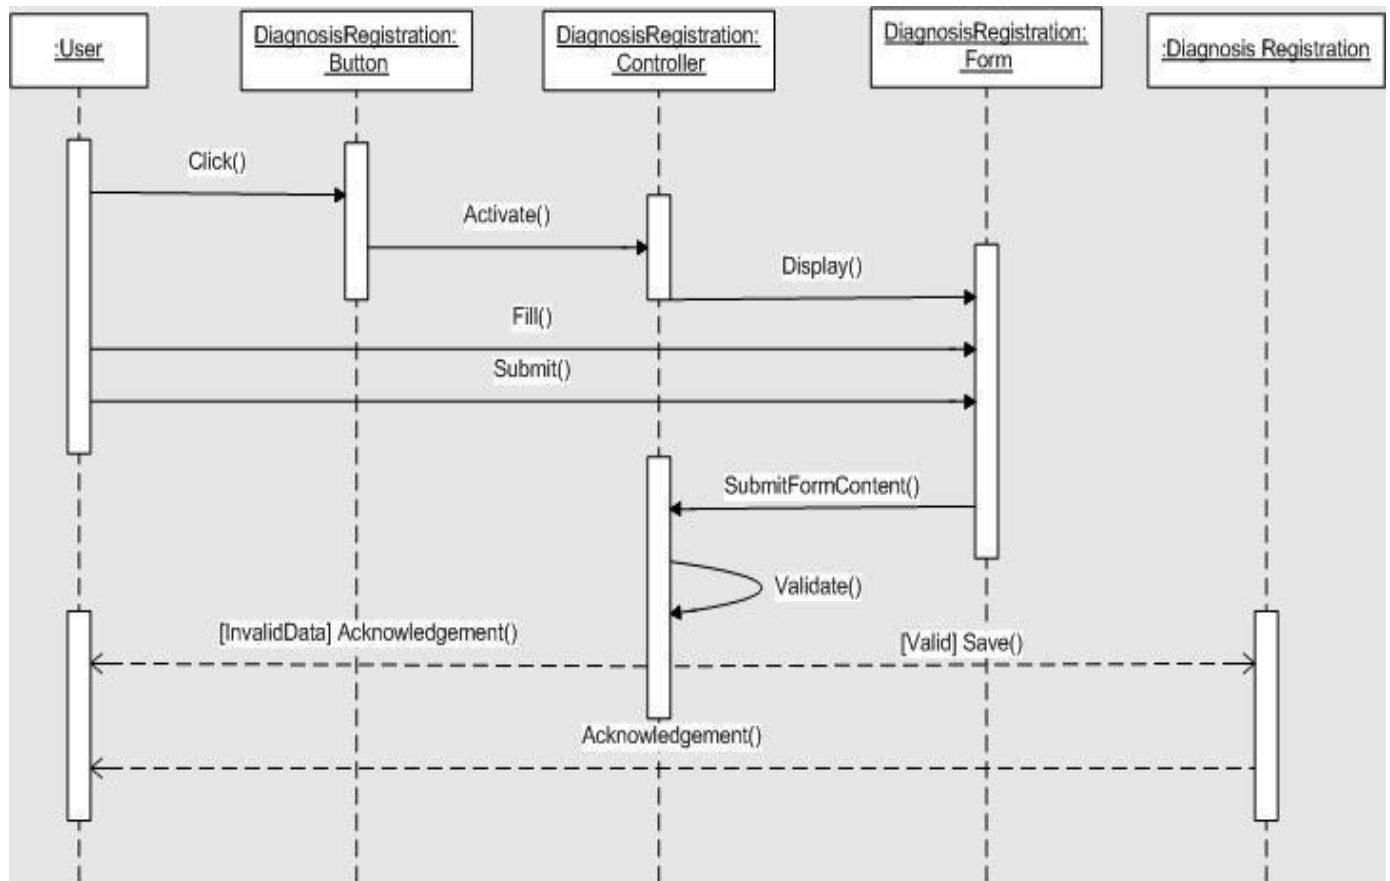 :User
DiagnosisRegistration:
Button
DiagnosisRegistration:
Controller
DiagnosisRegistration:
Form
:Diagnosis Registration
Click()
Activate()
Display()
Fill()
Submit()
SubmitFormContent()
Validate()
[InvalidData] Acknowledgement()
[Valid] Save()
Acknowledgement()